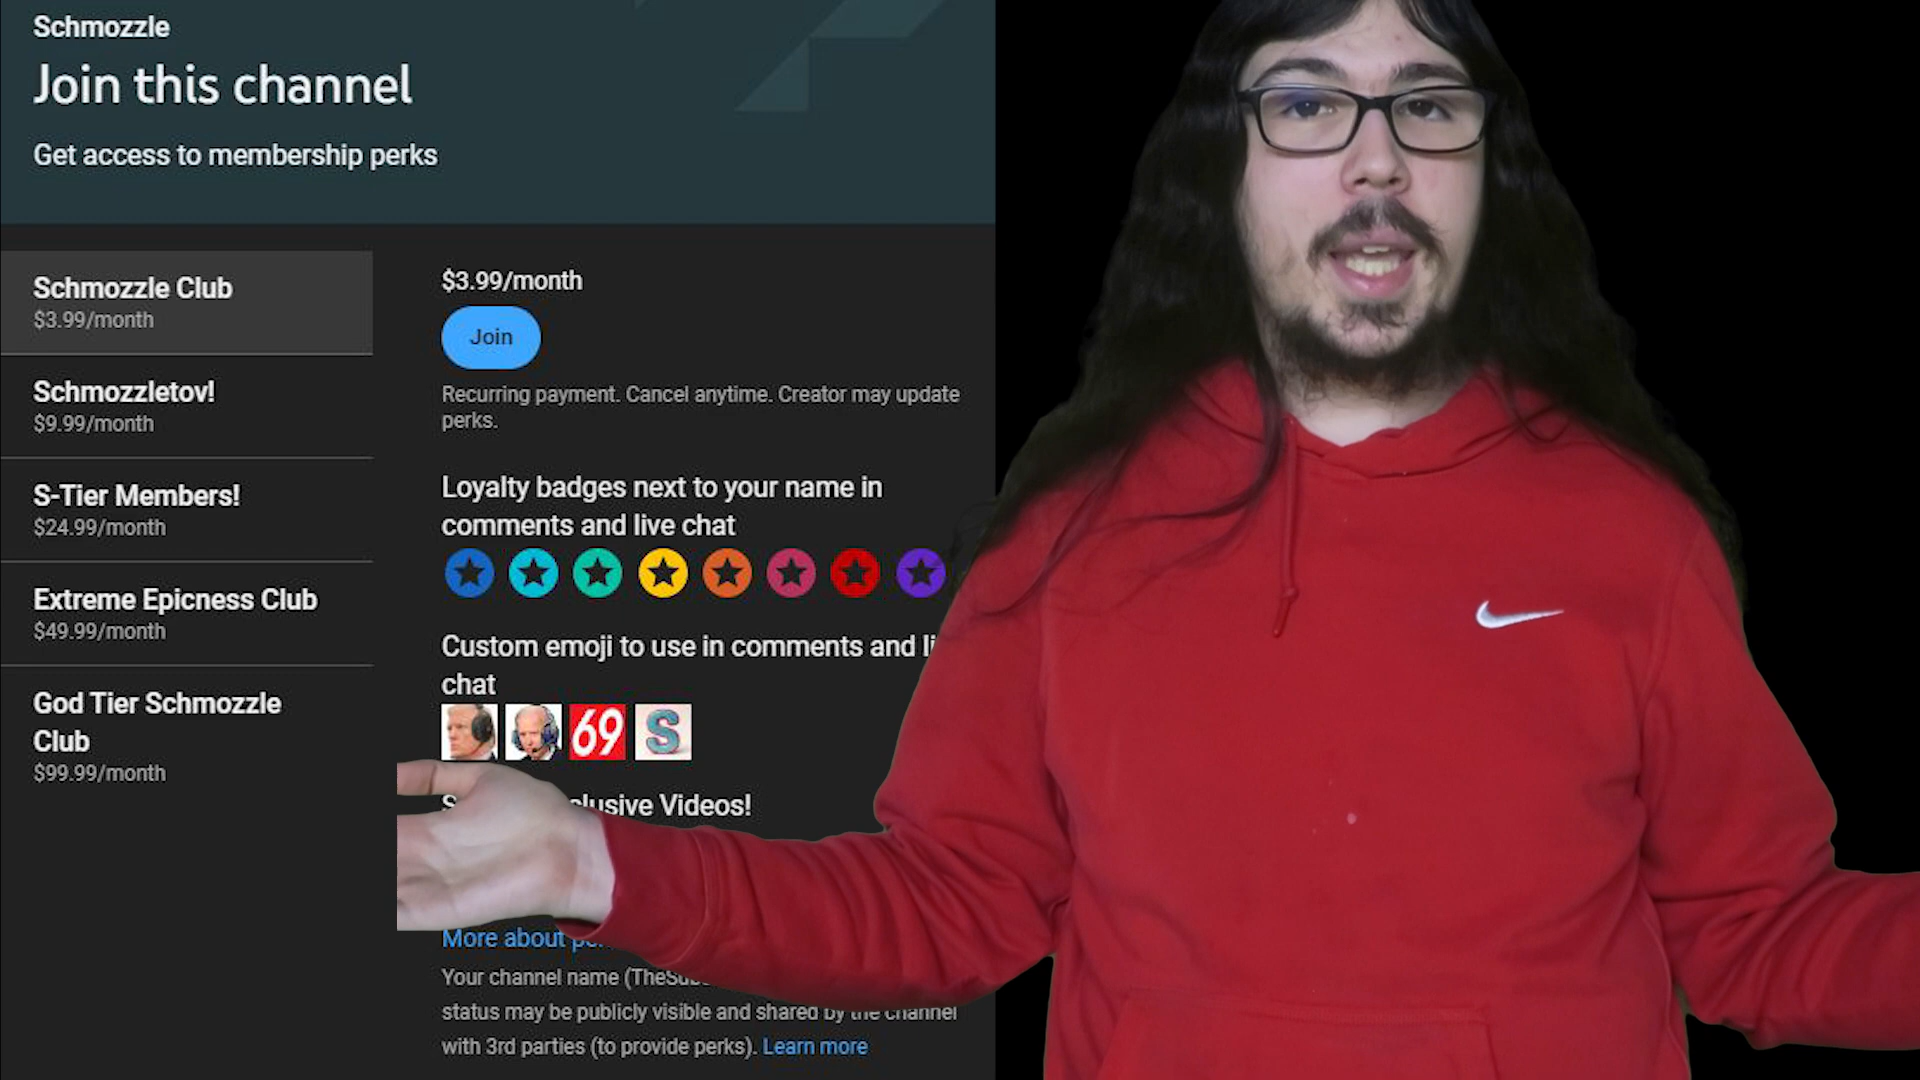 Schmozzle
Join this channel
Get access to membership perks
Schmozzle Club
$3.99/month
Schmozzletov!
$9.99/month
S-Tier Members!
$24.99/month
Extreme Epicness Club
$49.99/month
God Tier Schmozzle
Club
$99.99/month
$3.99/month
Join
Recurring payment. Cancel anytime. Creator may update
perks.
Loyalty badges next to your name in
comments and live chat
Custom emoji to use in comments and
chat
69 S
Videos!
More about
Your channel name
status may be publicly visible and shared by the channel
with 3rd parties (to provide perks). Learn more